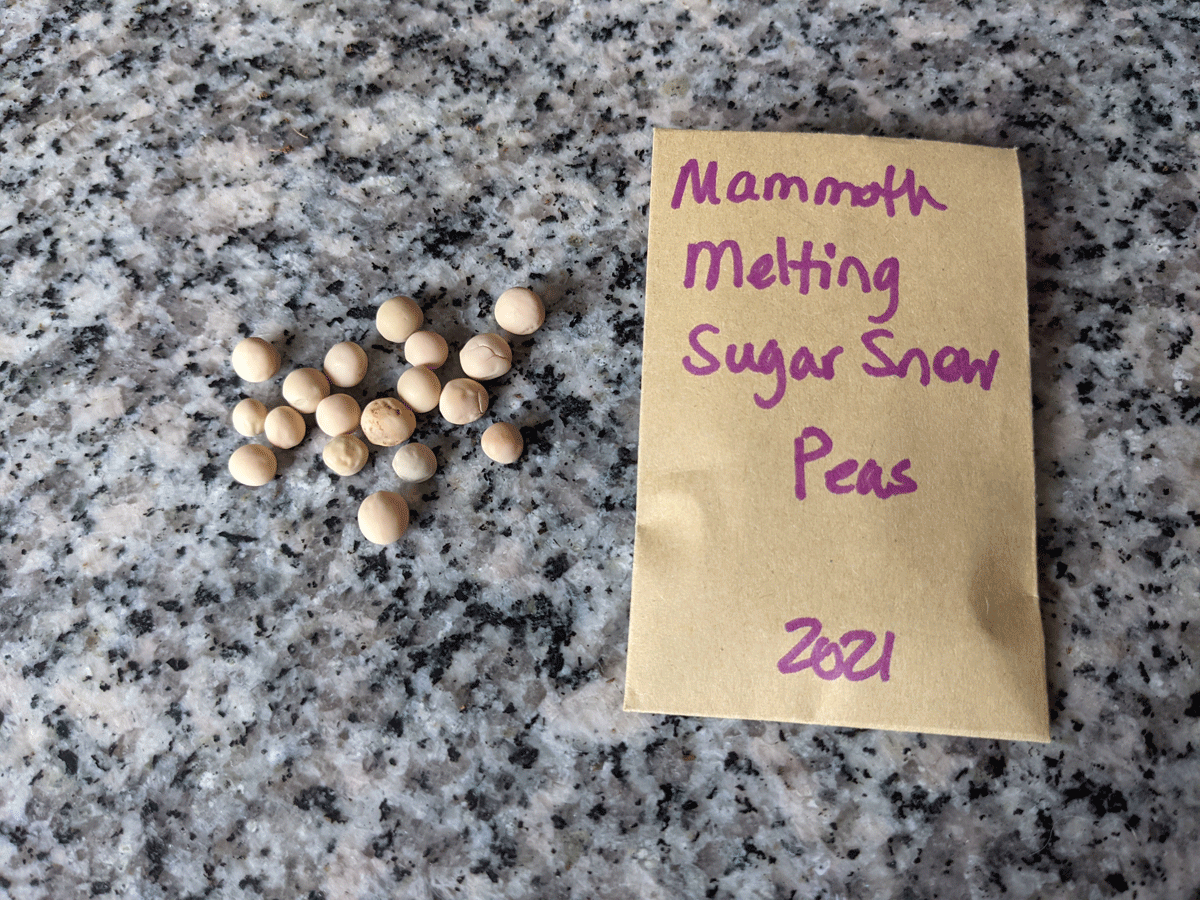 Mammoth
Melting
Sugar Snow
Peas
2021